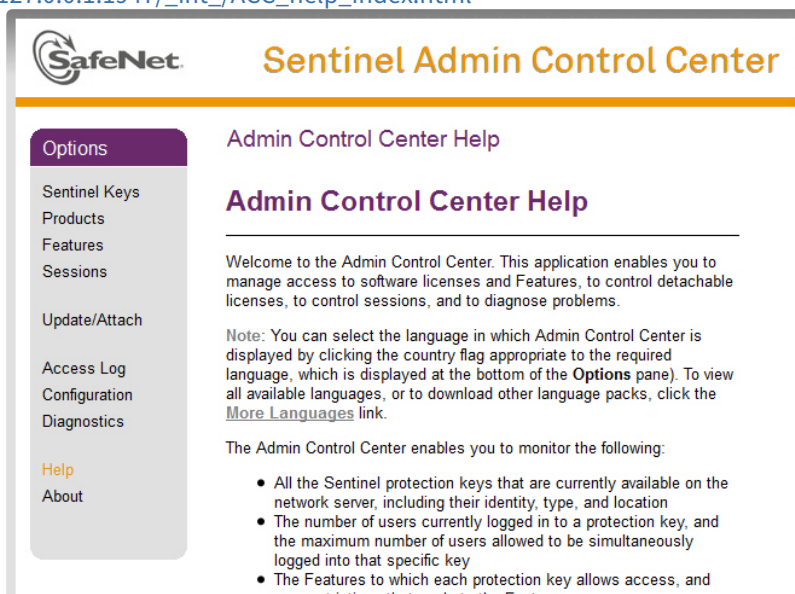 SafeNet.
Sentinel Admin Control Center
Options
Sentinel Keys
Products
Features
Sessions
Update/Attach
Access Log
Configuration
Diagnostics
Help
About
Admin Control Center Help
Admin Control Center Help
Welcome to the Admin Control Center. This application enables you to
manage access to software licenses and Features, to control detachable
licenses, to control sessions, and to diagnose problems.
Note: You can select the language in which Admin Control Center is
displayed by clicking the country flag appropriate to the required
language, which is displayed at the bottom of the Options pane). To view
all available languages, or to download other language packs, click the
More Languages link.
The Admin Control Center enables you to monitor the following:
• All the Sentinel protection keys that are currently available on the
network server, including their identity, type, and location
• The number of users currently logged in to a protection key, and
the maximum number of users allowed to be simultaneously
logged into that specific key
• The Features to which each protection key allows access, and